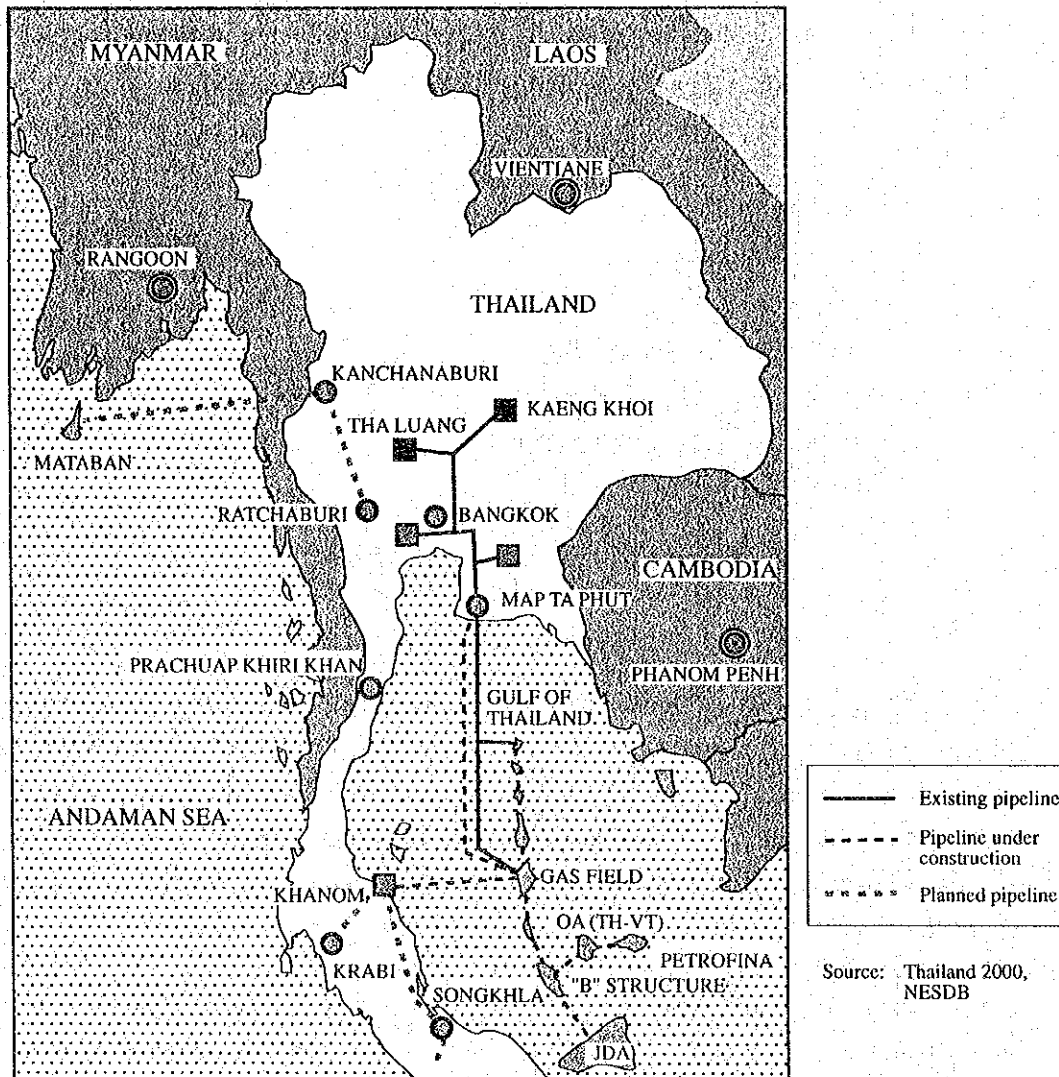 MYANMAR
LAOS
VIENTIANE
RANGOON
THAILAND
KANCHANABURI
KAENG KHOI
THA LUANG
MATABAN
RATCHABURI
BANGKOK
CAMBODIA
MAP TA PHUT
PRACHUAP KHIRI KHAN
PHANOM PENH
GULF OF
THAILAND
ANDAMAN SEA
Existing pipeline
Pipeline under
construction
Planned pipeline
GAS FIELD
KHANOM
OA (TH-VT)
KRABI
PETROFINA
"B" STRUCTURE
SONGKHLA
JDA
Source: Thailand 2000,
NESDB